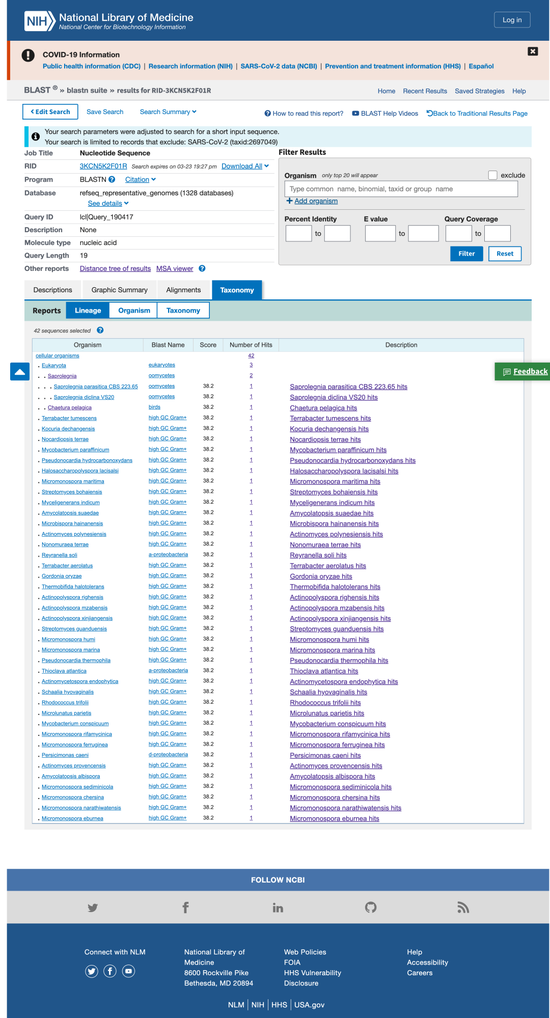 NIH National Library of Medicine
National Center for Biotechnology Information
Log in
COVID-19 Information
Public health information (CDC) | Research information (NIH) | SARS-CoV-2 data (NCBI) | Prevention and treatment information (HHS) | Español
BLAST ® » blastn suite » results for RID-3KCN5K2F01R
Home Recent Results Saved Strategies Help
< Edit Search Save Search Search Summary
How to read this report? BLAST Help Videos Back to Traditional Results Page
Your search parameters were adjusted to search for a short input sequence.
Your search is limited to records that exclude: SARS-CoV-2 (taxid:2697049)
Job Title Nucleotide Sequence
RID 3KCN5K2F01R Search expires on 03-23 19:27 pm Download All
Program BLASTN Citation
Database refseq_representative_genomes (1328 databases)
See details
Query ID lcl|Query_190417
Description None
Molecule type nucleic acid
Query Length 19
Other reports Distance tree of results MSA viewer
Filter Results
Organism only top 20 will appear exclude
Type common name, binomial, taxid or group name
+ Add organism
Percent Identity E value Query Coverage
to to to
Filter Reset
Descriptions Graphic Summary Alignments Taxonomy
Reports Lineage Organism Taxonomy
42 sequences selected
Organism Blast Name Score Number of Hits Description
cellular organisms 42
Eukaryota eukaryotes 3
Saprolegnia oomycetes 2
Saprolegnia parasitica CBS 223.65 oomycetes 38.2 1 Saprolegnia parasitica CBS 223.65 hits
Saprolegnia diclina VS20 oomycetes 38.2 1 Saprolegnia diclina VS20 hits
Chaetura pelagica birds 38.2 1 Chaetura pelagica hits
Terrabacter tumescens high GC Gram+ 38.2 1 Terrabacter tumescens hits
Kocuria dechangensis high GC Gram+ 38.2 1 Kocuria dechangensis hits
Nocardiopsis terrae high GC Gram+ 38.2 1 Nocardiopsis terrae hits
Mycobacterium paraffinicum high GC Gram+ 38.2 1 Mycobacterium paraffinicum hits
Pseudonocardia hydrocarbonoxydans high GC Gram+ 38.2 1 Pseudonocardia hydrocarbonoxydans hits
Halosaccharopolyspora lacisalsi high GC Gram+ 38.2 1 Halosaccharopolyspora lacisalsi hits
Micromonospora maritima high GC Gram+ 38.2 1 Micromonospora maritima hits
Streptomyces bohaiensis high GC Gram+ 38.2 1 Streptomyces bohaiensis hits
Myceligenerans indicum high GC Gram+ 38.2 1 Myceligenerans indicum hits
Amycolatopsis suaedae high GC Gram+ 38.2 1 Amycolatopsis suaedae hits
Microbispora hainanensis high GC Gram+ 38.2 1 Microbispora hainanensis hits
Actinomyces polynesiensis high GC Gram+ 38.2 1 Actinomyces polynesiensis hits
Nonomuraea terrae high GC Gram+ 38.2 1 Nonomuraea terrae hits
Reyranella soli a-proteobacteria 38.2 1 Reyranella soli hits
Terrabacter aerolatus high GC Gram+ 38.2 1 Terrabacter aerolatus hits
Gordonia oryzae high GC Gram+ 38.2 1 Gordonia oryzae hits
Thermobifida halotolerans high GC Gram+ 38.2 1 Thermobifida halotolerans hits
Actinopolyspora righensis high GC Gram+ 38.2 1 Actinopolyspora righensis hits
Actinopolyspora mzabensis high GC Gram+ 38.2 1 Actinopolyspora mzabensis hits
Actinopolyspora xinjiangensis high GC Gram+ 38.2 1 Actinopolyspora xinjiangensis hits
Streptomyces guanduensis high GC Gram+ 38.2 1 Streptomyces guanduensis hits
Micromonospora humi high GC Gram+ 38.2 1 Micromonospora humi hits
Micromonospora marina high GC Gram+ 38.2 1 Micromonospora marina hits
Pseudonocardia thermophila high GC Gram+ 38.2 1 Pseudonocardia thermophila hits
Thioclava atlantica a-proteobacteria 38.2 1 Thioclava atlantica hits
Actinomycetospora endophytica high GC Gram+ 38.2 1 Actinomycetospora endophytica hits
Schaalia hyovaginalis high GC Gram+ 38.2 1 Schaalia hyovaginalis hits
Rhodococcus trifolii high GC Gram+ 38.2 1 Rhodococcus trifolii hits
Microlunatus parietis high GC Gram+ 38.2 1 Microlunatus parietis hits
Mycobacterium conspicuum high GC Gram+ 38.2 1 Mycobacterium conspicuum hits
Micromonospora rifamycinica high GC Gram+ 38.2 1 Micromonospora rifamycinica hits
Micromonospora ferruginea high GC Gram+ 38.2 1 Micromonospora ferruginea hits
Persicimonas caeni d-proteobacteria 38.2 1 Persicimonas caeni hits
Actinomyces provencensis high GC Gram+ 38.2 1 Actinomyces provencensis hits
Amycolatopsis albispora high GC Gram+ 38.2 1 Amycolatopsis albispora hits
Micromonospora sediminicola high GC Gram+ 38.2 1 Micromonospora sediminicola hits
Micromonospora chersina high GC Gram+ 38.2 1 Micromonospora chersina hits
Micromonospora narathiwatensis high GC Gram+ 38.2 1 Micromonospora narathiwatensis hits
Micromonospora eburnea high GC Gram+ 38.2 1 Micromonospora eburnea hits
Feedback
FOLLOW NCBI
Connect with NLM
National Library of
Medicine
8600 Rockville Pike
Bethesda, MD 20894
Web Policies
FOIA
HHS Vulnerability
Disclosure
Help
Accessibility
Careers
NLM | NIH | HHS | USA.gov